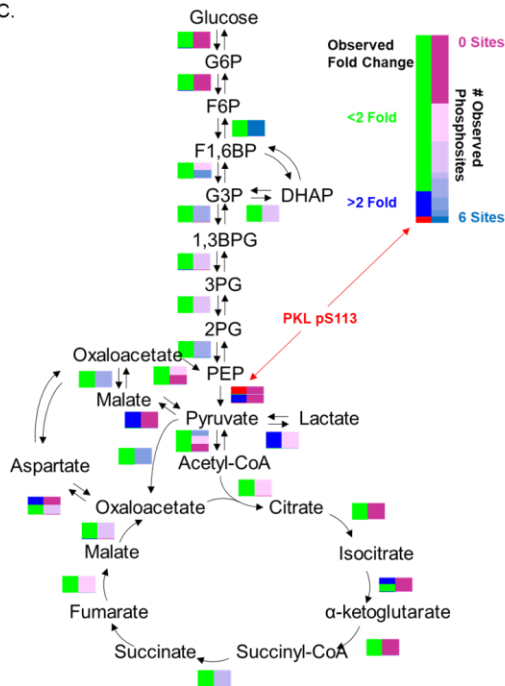 C.
Glucose
G6P
F6P
F1,6BP
G3P
DHAP
1,3BPG
3PG
2PG
Oxaloacetate
PEP
Malate
Pyruvate
Lactate
Acetyl-CoA
Aspartate
Oxaloacetate
Citrate
Malate
Isocitrate
Fumarate
α-ketoglutarate
Succinate
Succinyl-CoA
Observed
Fold Change
<2 Fold
>2 Fold
0 Sites
# Observed
Phosphosites
6 Sites
PKL pS113